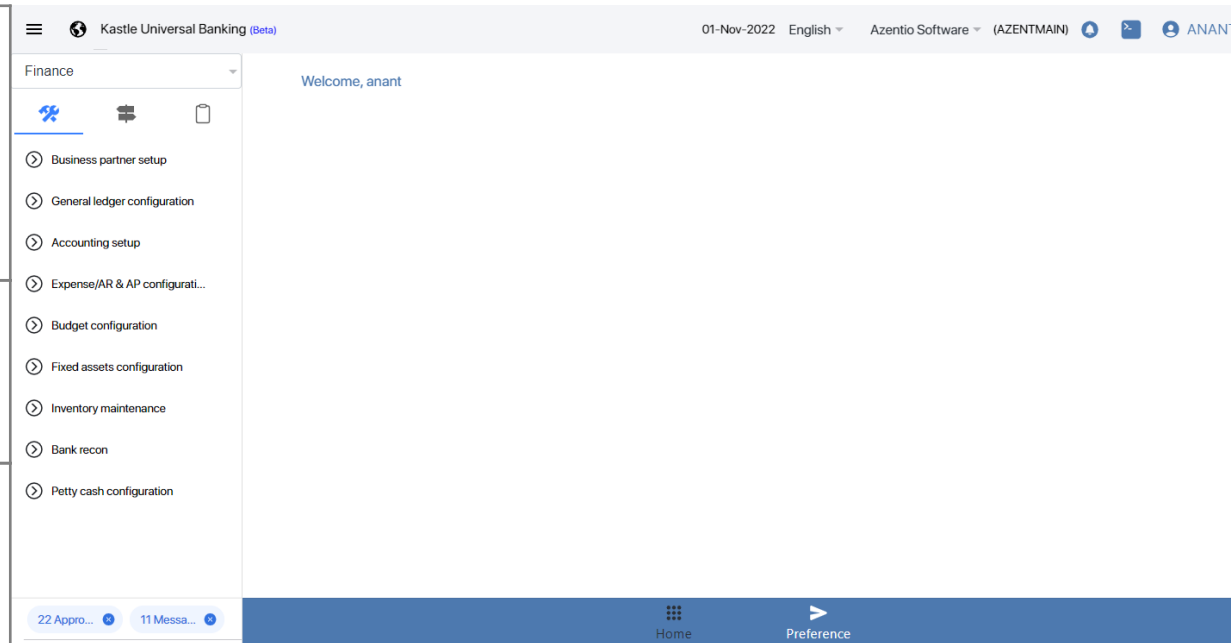 Kastle Universal Banking (Beta)
01-Nov-2022 English Azentio Software (AZENTMAIN) ANANT
Finance
Welcome, anant
Business partner setup
General ledger configuration
Accounting setup
Expense/AR & AP configurati...
Budget configuration
Fixed assets configuration
Inventory maintenance
Bank recon
Petty cash configuration
22 Appro... 11 Messa...
Home Preference